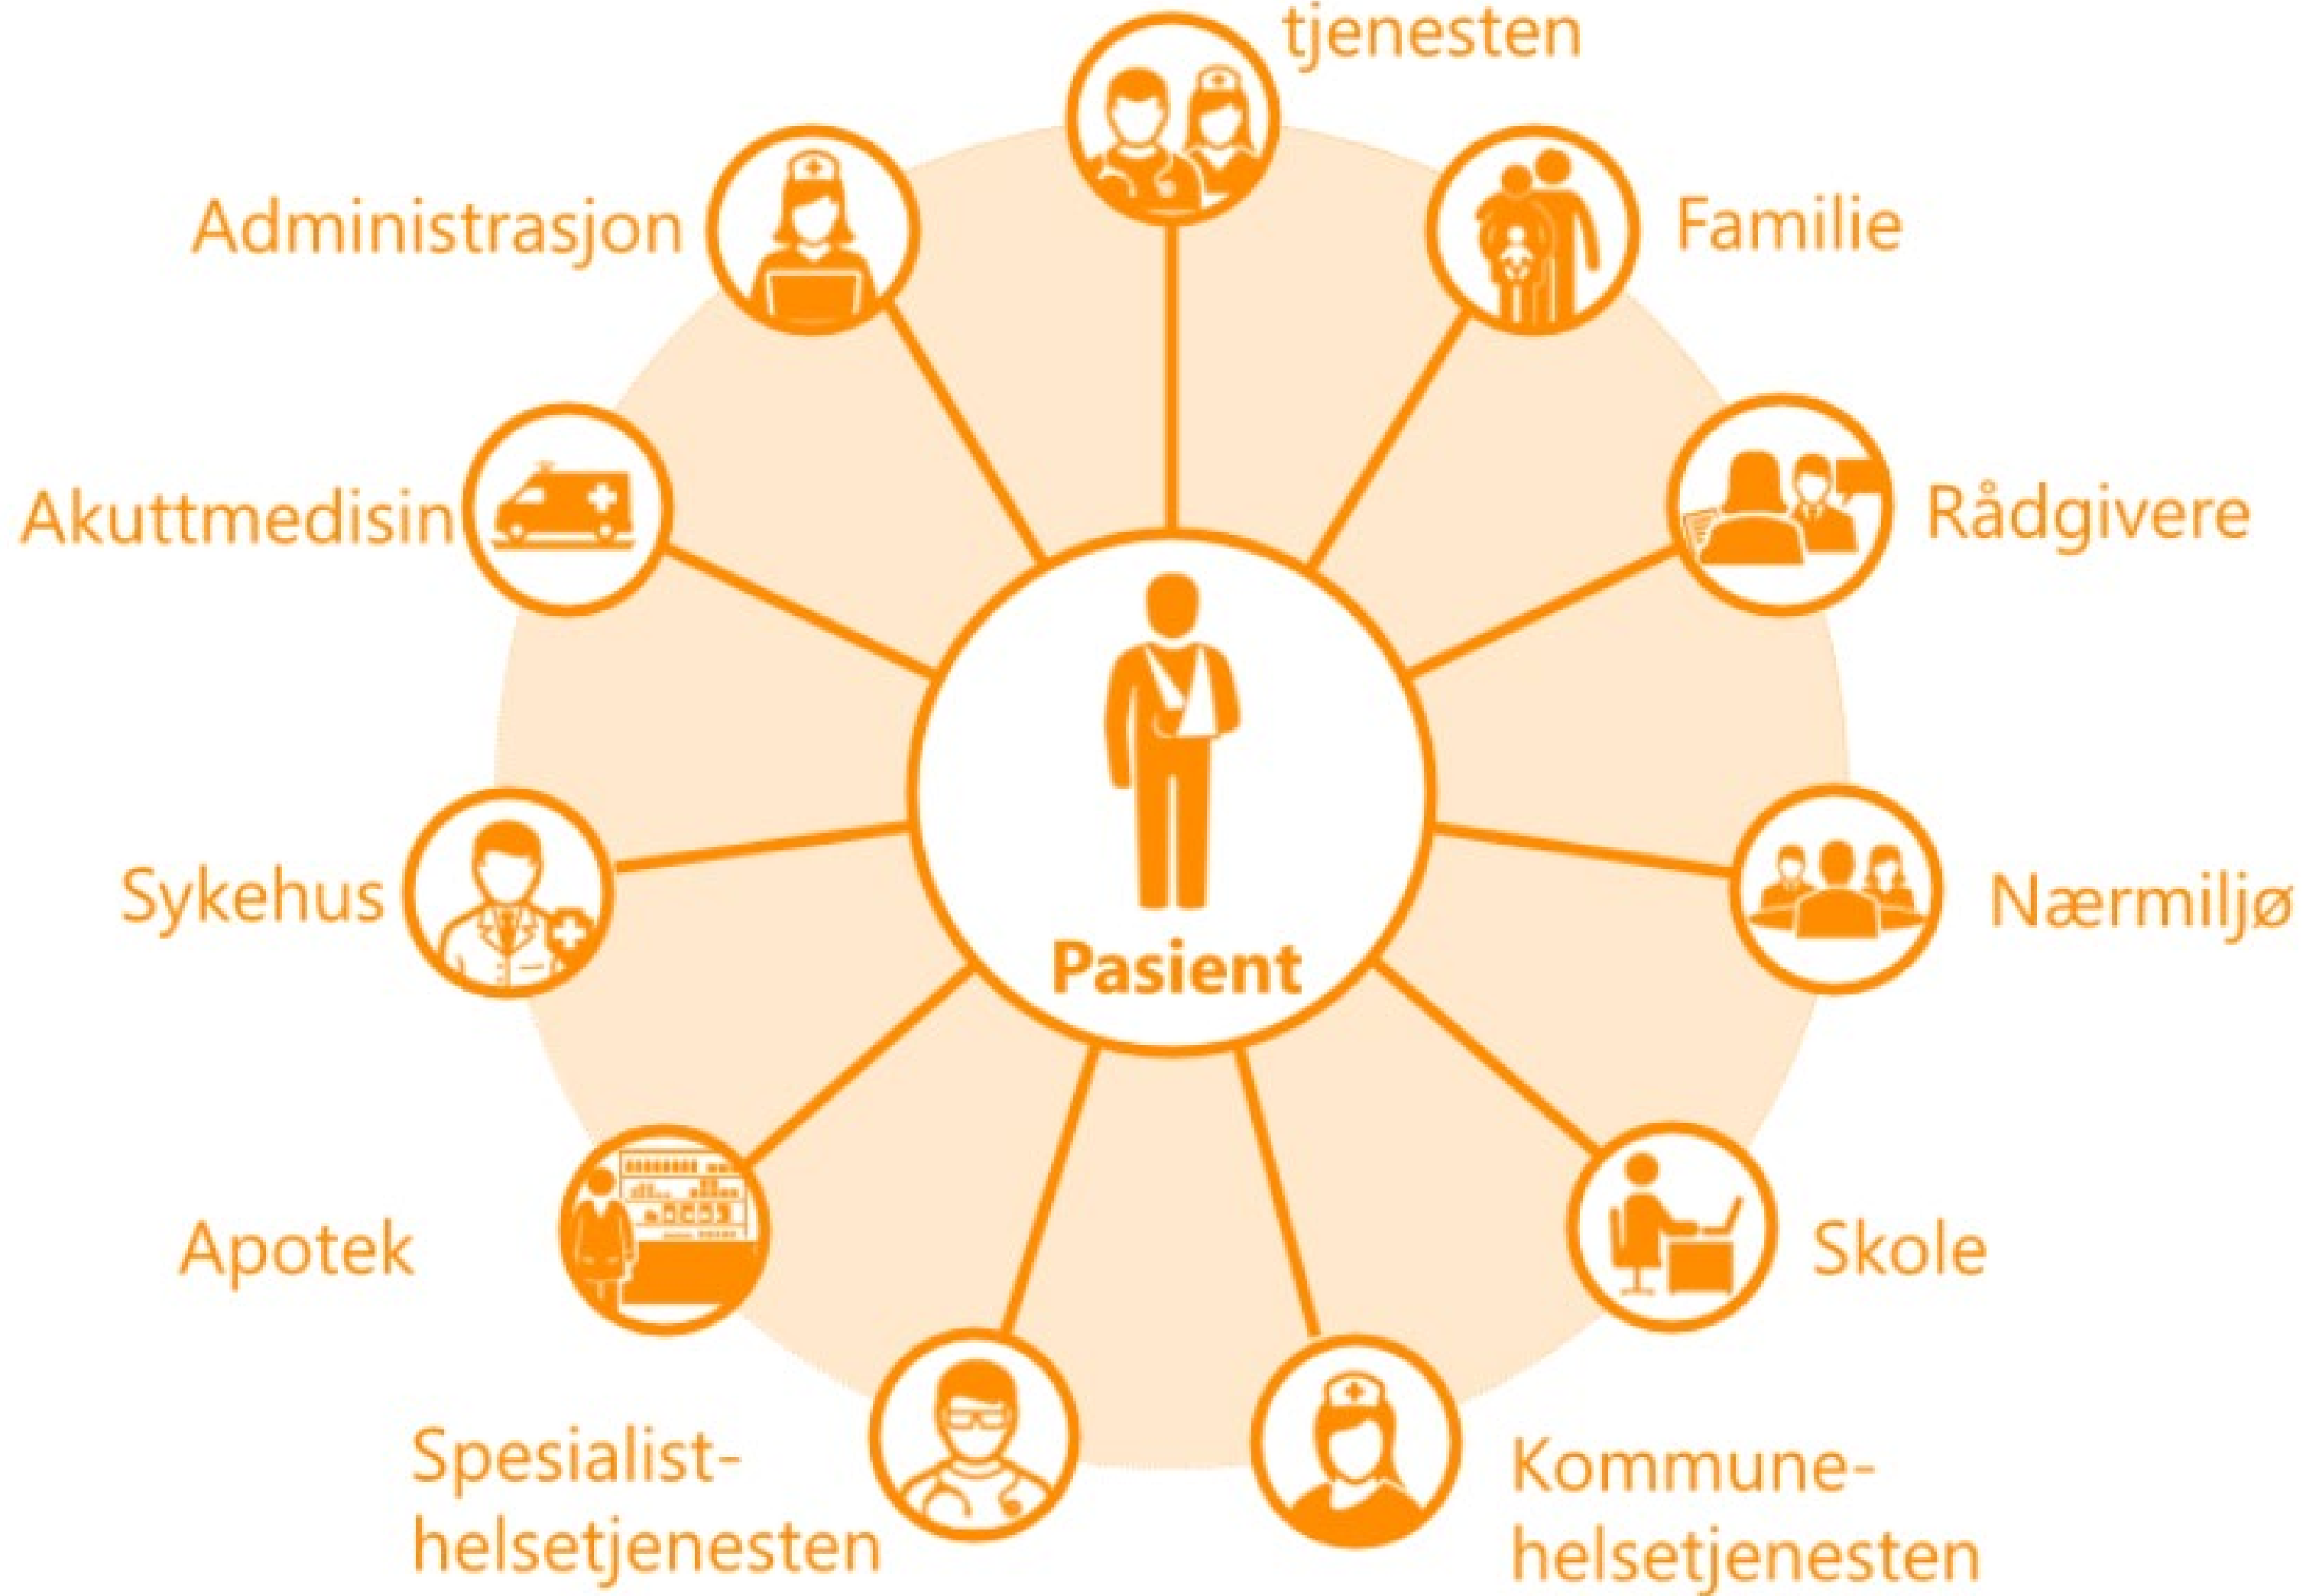 tjenesten
Administrasjon
Familie
Akuttmedisin
Rådgivere
Sykehus
Nærmiljø
Pasient
Apotek
Skole
Spesialist-
helsetjenesten
Kommune-
helsetjenesten